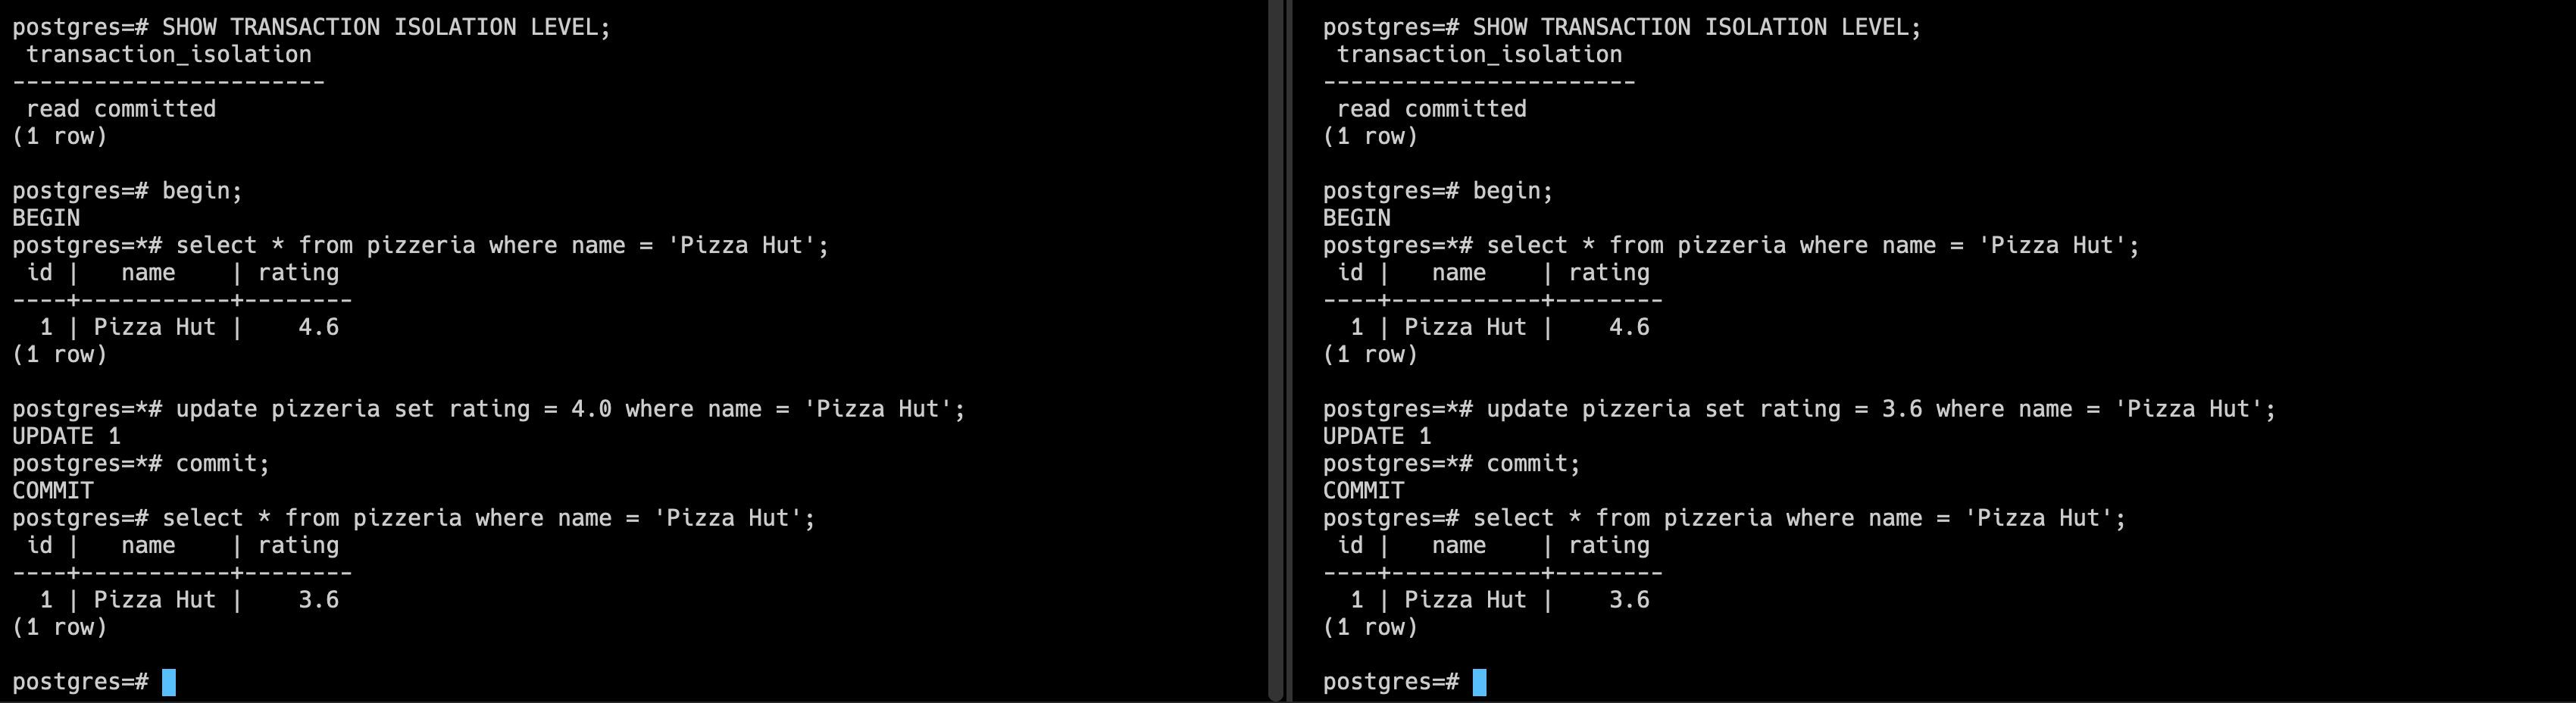 postgres=# SHOW TRANSACTION ISOLATION LEVEL;
 transaction_isolation
-----------------------
 read committed
(1 row)

postgres=# begin;
BEGIN
postgres=*# select * from pizzeria where name = 'Pizza Hut';
 id |   name    | rating
----+-----------+--------
  1 | Pizza Hut |    4.6
(1 row)

postgres=*# update pizzeria set rating = 4.0 where name = 'Pizza Hut';
UPDATE 1
postgres=*# commit;
COMMIT
postgres=# select * from pizzeria where name = 'Pizza Hut';
 id |   name    | rating
----+-----------+--------
  1 | Pizza Hut |    3.6
(1 row)

postgres=#
postgres=# SHOW TRANSACTION ISOLATION LEVEL;
 transaction_isolation
-----------------------
 read committed
(1 row)

postgres=# begin;
BEGIN
postgres=*# select * from pizzeria where name = 'Pizza Hut';
 id |   name    | rating
----+-----------+--------
  1 | Pizza Hut |    4.6
(1 row)

postgres=*# update pizzeria set rating = 3.6 where name = 'Pizza Hut';
UPDATE 1
postgres=*# commit;
COMMIT
postgres=# select * from pizzeria where name = 'Pizza Hut';
 id |   name    | rating
----+-----------+--------
  1 | Pizza Hut |    3.6
(1 row)

postgres=#